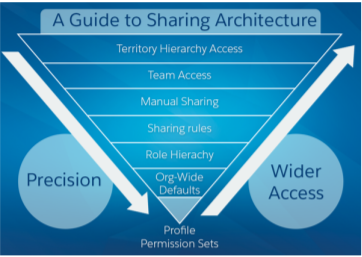 A Guide to Sharing Architecture
Territory Hierarchy Access
Team Access
Manual Sharing
Sharing rules
Role Hierachy
Org-Wide
Defaults
Precision
Wider
Access
Profile
Permission Sets